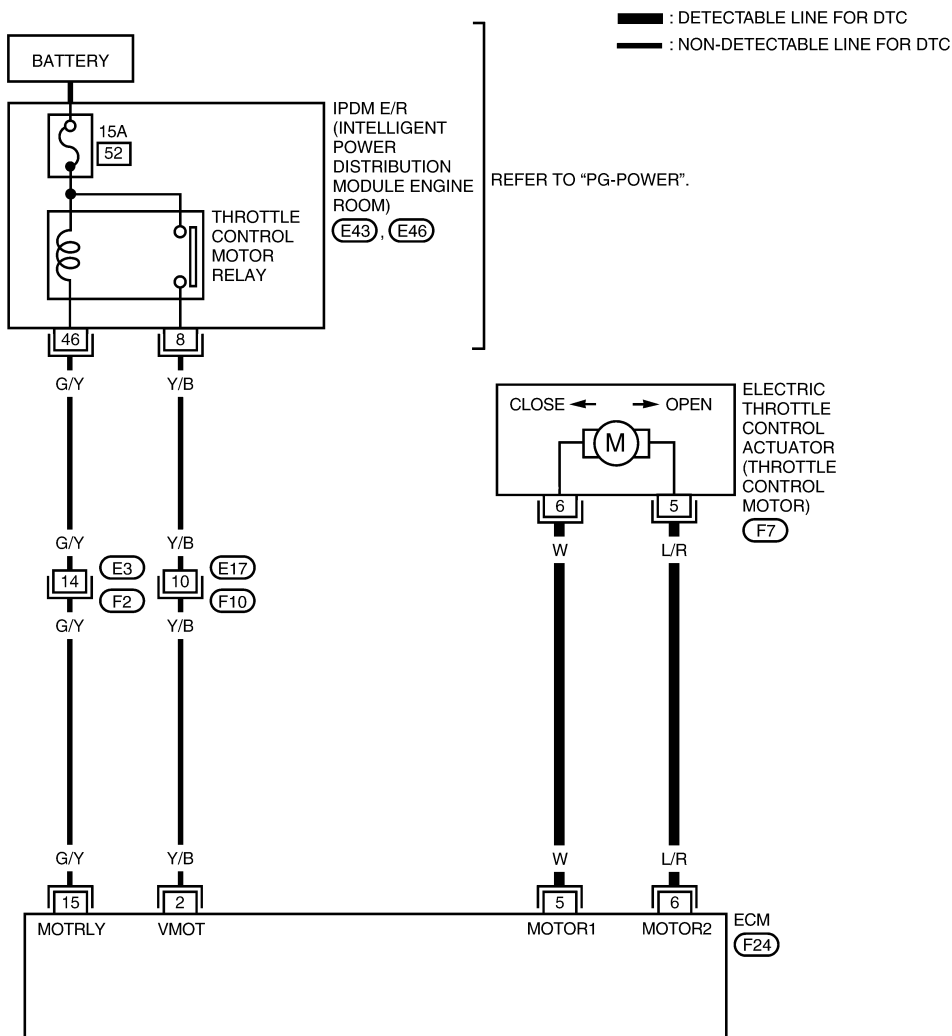 : DETECTABLE LINE FOR DTC
: NON-DETECTABLE LINE FOR DTC
BATTERY
15A
52
IPDM E/R
(INTELLIGENT
POWER
DISTRIBUTION
MODULE ENGINE
ROOM)
E43 , E46
REFER TO “PG-POWER”.
THROTTLE
CONTROL
MOTOR
RELAY
46 8
G/Y Y/B
CLOSE OPEN
M
ELECTRIC
THROTTLE
CONTROL
ACTUATOR
(THROTTLE
CONTROL
MOTOR)
F7
6 5
W L/R
G/Y Y/B
14 E3 10 E17
F2 F10
G/Y Y/B
G/Y Y/B W L/R
15 2 5 6
MOTRLY VMOT MOTOR1 MOTOR2
ECM
F24